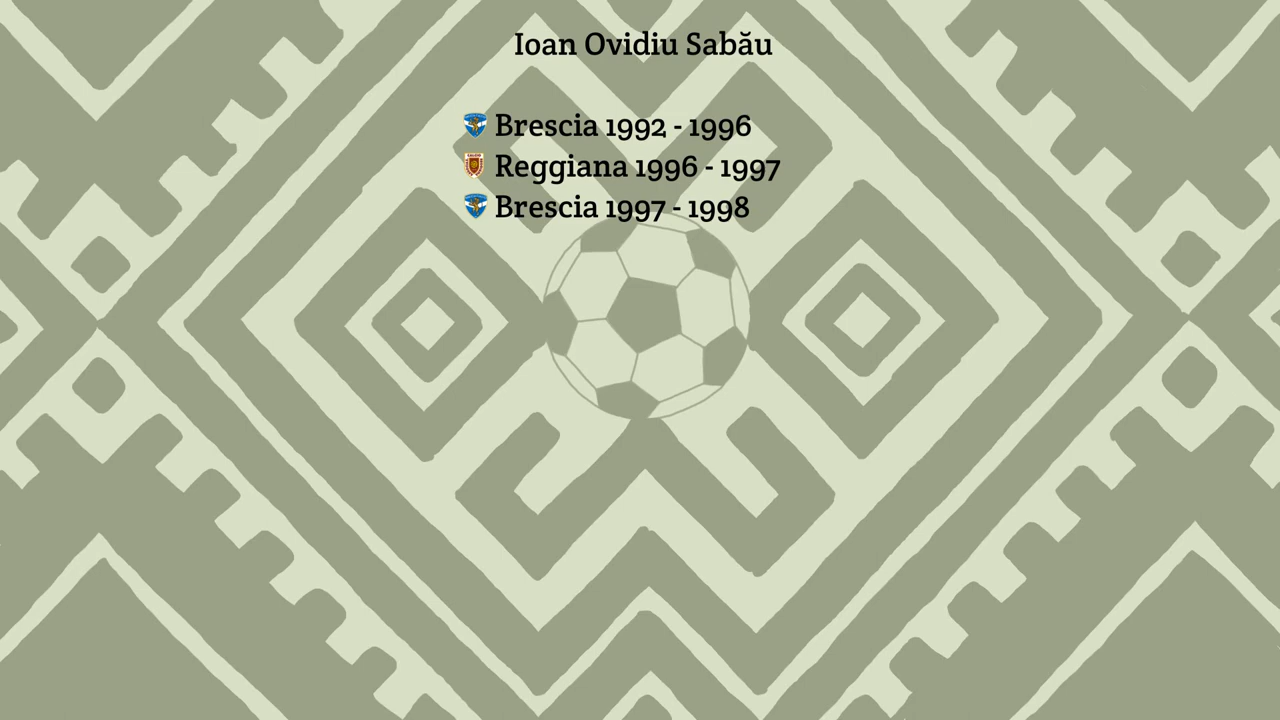 Ioan Ovidiu Sabău
Brescia 1992 - 1996
Reggiana 1996 - 1997
Brescia 1997 - 1998